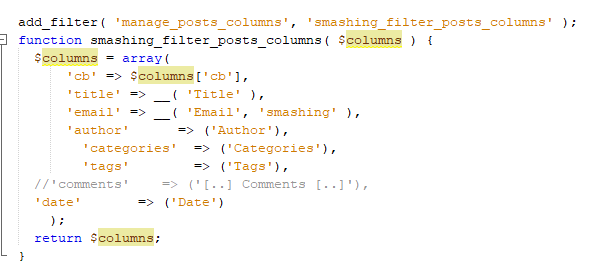 add_filter( 'manage_posts_columns', 'smashing_filter_posts_columns' );
function smashing_filter_posts_columns( $columns ) {
  $columns = array(
      'cb' => $columns['cb'],
      'title' => __( 'Title' ),
      'email' => __( 'Email', 'smashing' ),
      'author'      => ('Author'),
        'categories'  => ('Categories'),
        'tags'        => ('Tags'),
  //'comments'    => ('[..] Comments [..]'),
  'date'       => ('Date')
    );
  return $columns;
}